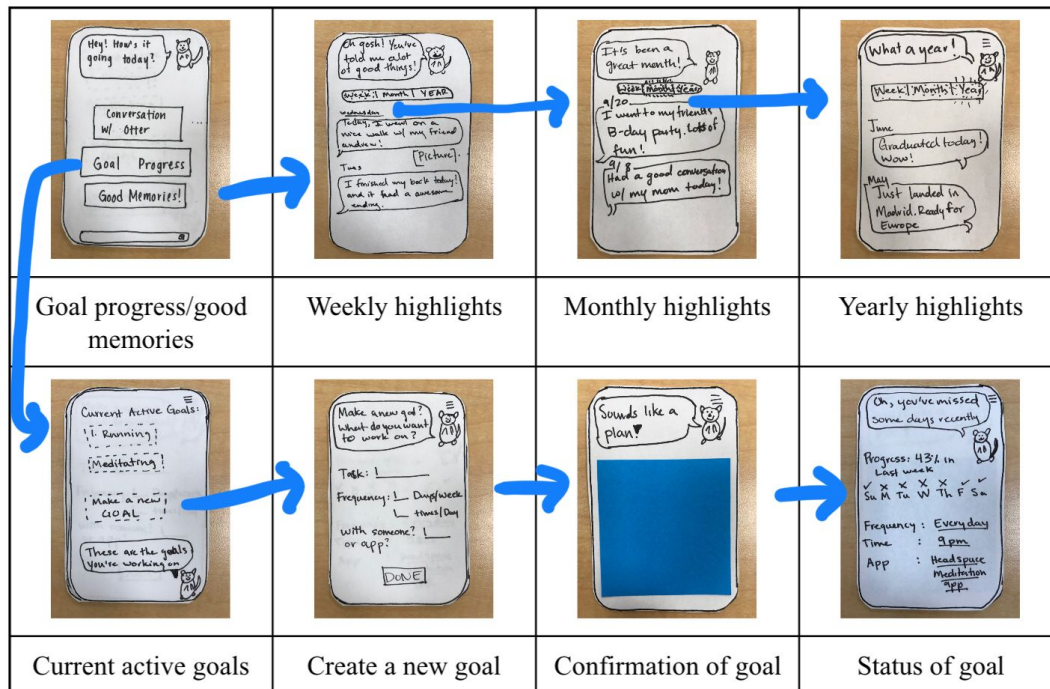 Hey! How's it
going today?
Conversation
w/ Otter
Goal Progress
Good Memories!
Oh gosh! You've
told me alot
of good things!
Week | Month | YEAR
Wednesday
Today, I went on a
nice walk w/ my friend
andrew!
[Picture]
Tues
I finished my book today!
and it had a awesome
ending.
It's been a
great month!
Week | Month | Year
9/20
I went to my friend's
B-day party. Lots of
fun!
9/8
Had a good conversation
w/ my mom today!
What a year!
Week | Month | Year
June
Graduated today!
Wow!
May
Just landed in
Madrid. Ready for
Europe
Goal progress/good
memories
Weekly highlights
Monthly highlights
Yearly highlights
Current Active Goals:
1. Running
Meditating
Make a new
GOAL
These are the goals
You're working on
Make a new goal?
What do you want
to work on?
Task:
Frequency: Days/week
times/Day
with someone?
or app?
DONE
Sounds like a
plan!
Oh, you've missed
some days recently
Progress: 43% in
Last week
Su M Tu W Th F Sa
Frequency: Everyday
Time : 9pm
App : Headspace
Meditation
app
Current active goals
Create a new goal
Confirmation of goal
Status of goal